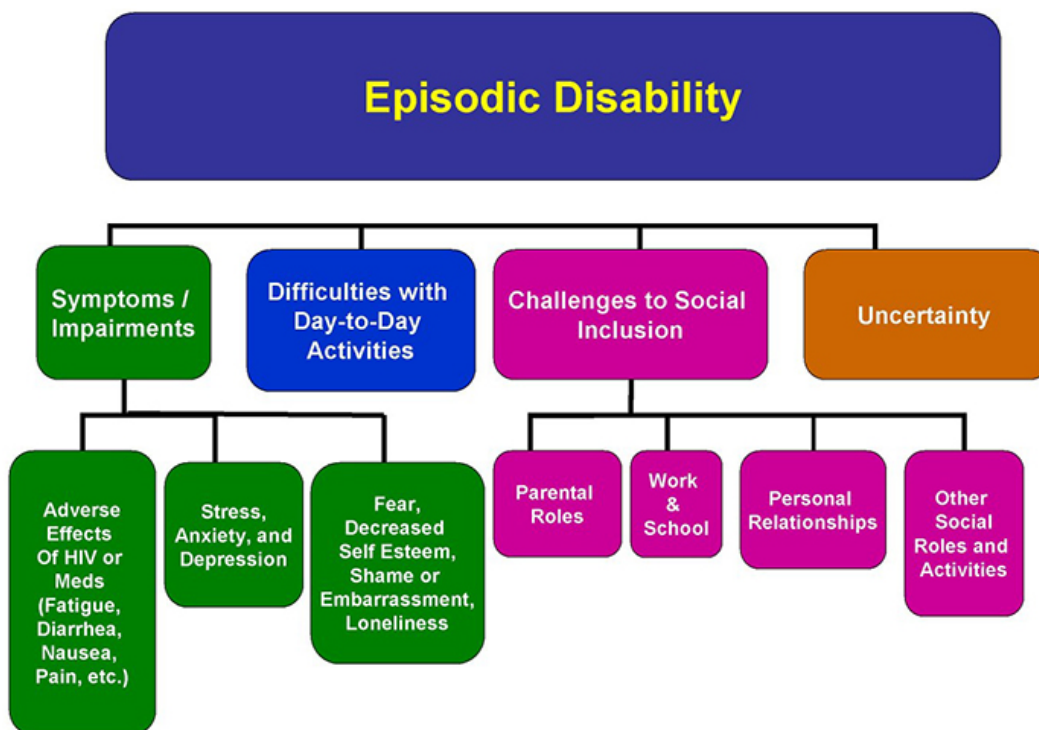 Episodic Disability
Symptoms /
Impairments
Difficulties with
Day-to-Day
Activities
Challenges to Social
Inclusion
Uncertainty
Adverse
Effects
Of HIV or
Meds
(Fatigue,
Diarrhea,
Nausea,
Pain, etc.)
Stress,
Anxiety, and
Depression
Fear,
Decreased
Self Esteem,
Shame or
Embarrassment,
Loneliness
Parental
Roles
Work
&
School
Personal
Relationships
Other
Social
Roles and
Activities